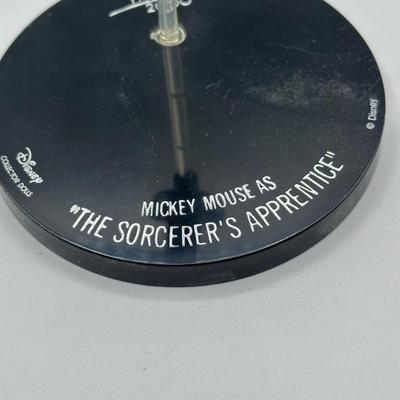 MICKEY MOUSE AS
"THE SORCERER'S APPRENTICE"
Disney
COLLECTOR DOLLS
© Disney